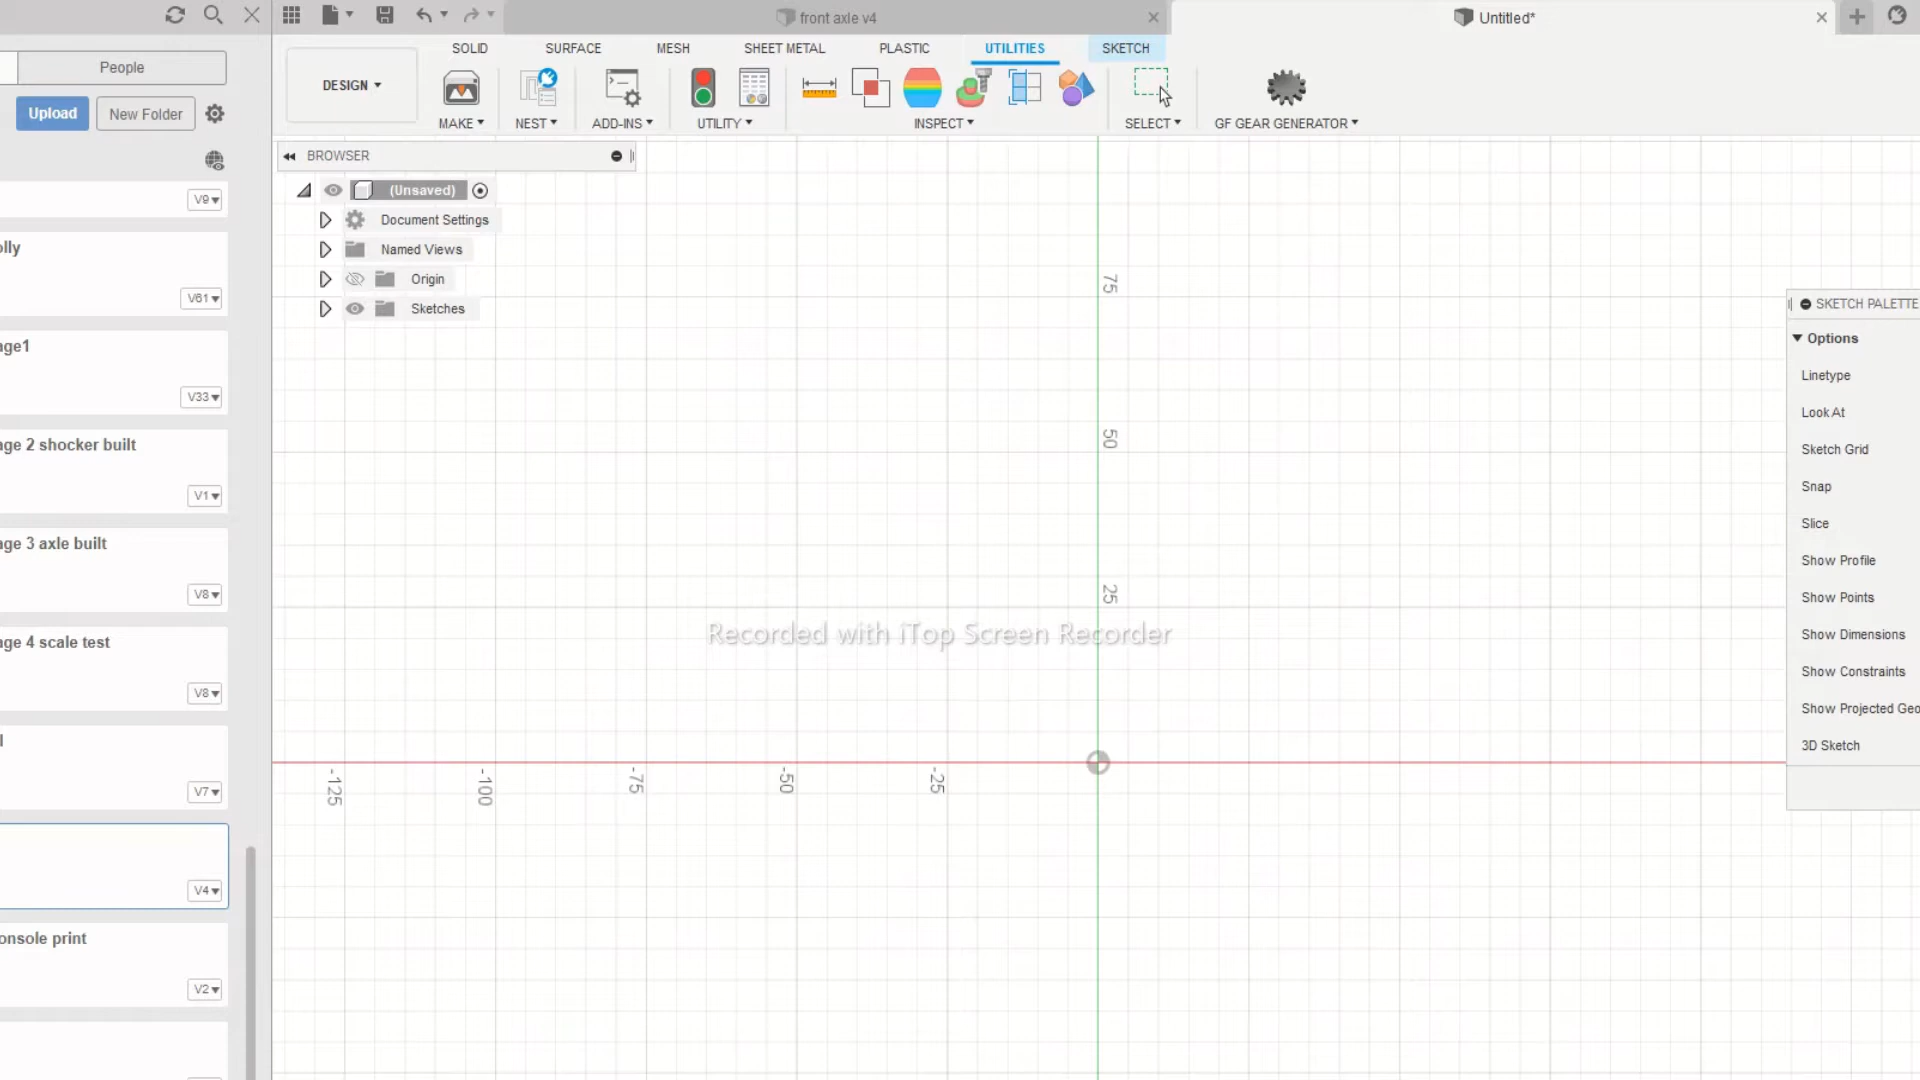 front axle v4
Untitled*
SOLID
SURFACE
MESH
SHEET METAL
PLASTIC
UTILITIES
SKETCH
People
Upload
New Folder
DESIGN
MAKE
NEST
ADD-INS
UTILITY
INSPECT
SELECT
GF GEAR GENERATOR
BROWSER
(Unsaved)
Document Settings
Named Views
Origin
Sketches
V9
olly
V61
age1
V33
age 2 shocker built
V1
age 3 axle built
V8
age 4 scale test
V8
l
V7
V4
onsole print
V2
75
50
25
-125
-100
-75
-50
-25
Recorded with iTop Screen Recorder
SKETCH PALETTE
Options
Linetype
Look At
Sketch Grid
Snap
Slice
Show Profile
Show Points
Show Dimensions
Show Constraints
Show Projected Geo
3D Sketch